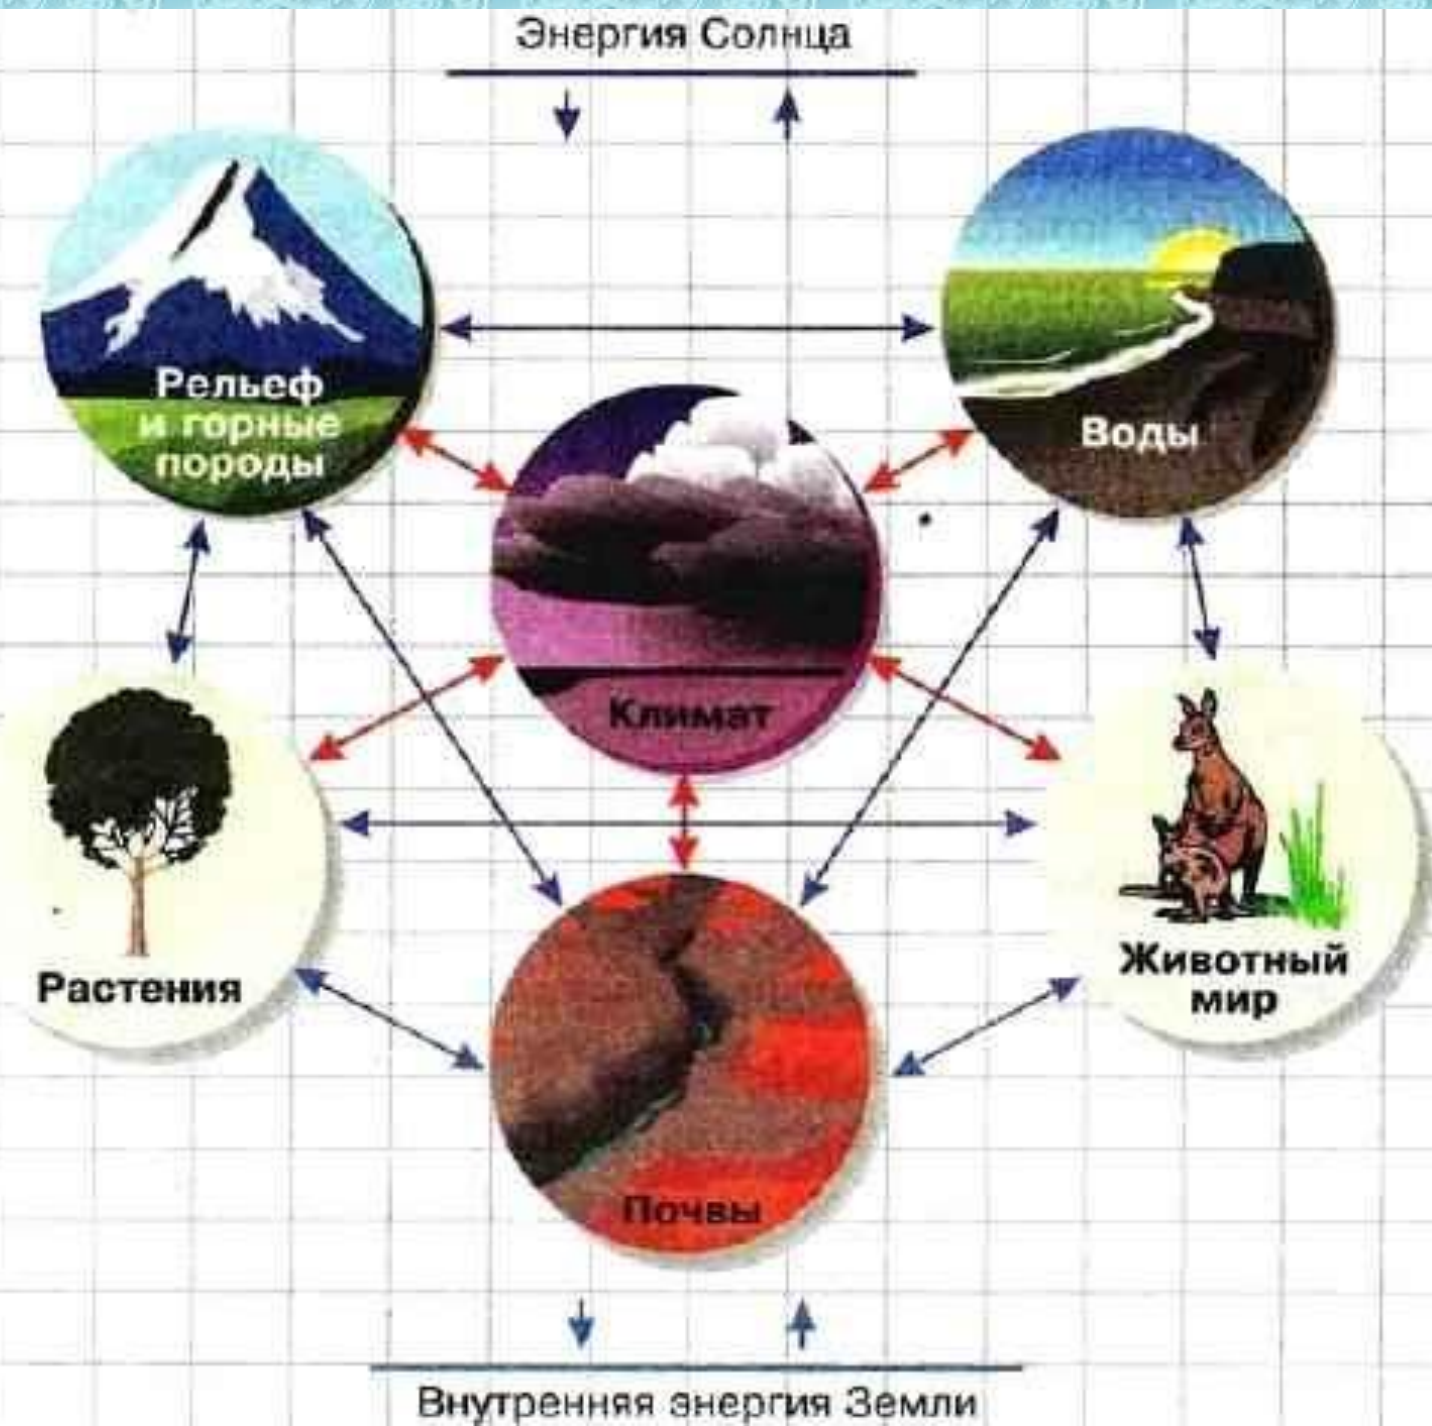 Энергия Солнца
Рельеф
и горные
породы
Воды
Климат
Растения
Животный
мир
Почвы
Внутренняя энергия Земли